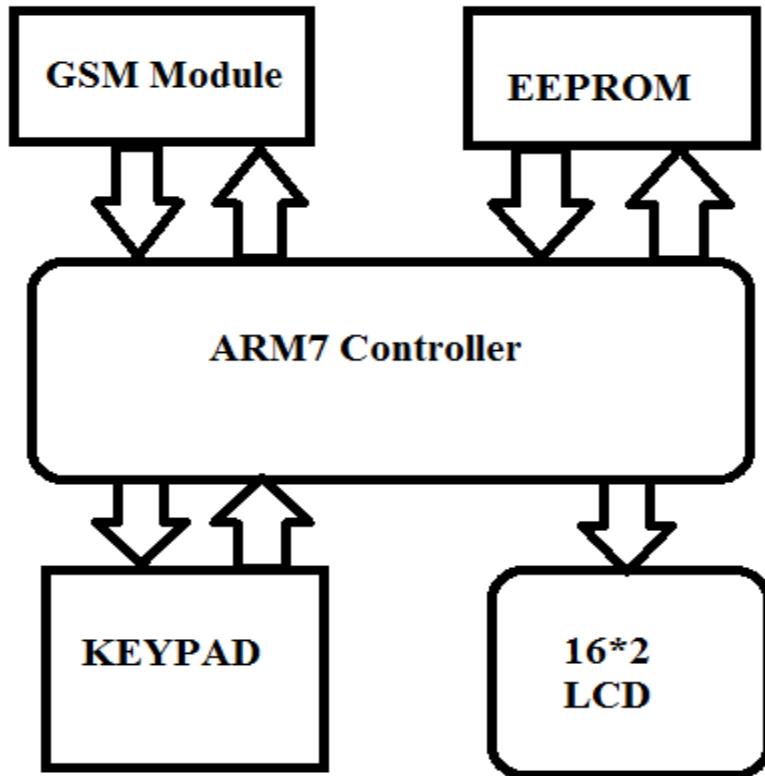 GSM Module
EEPROM
ARM7 Controller
KEYPAD
16*2
LCD